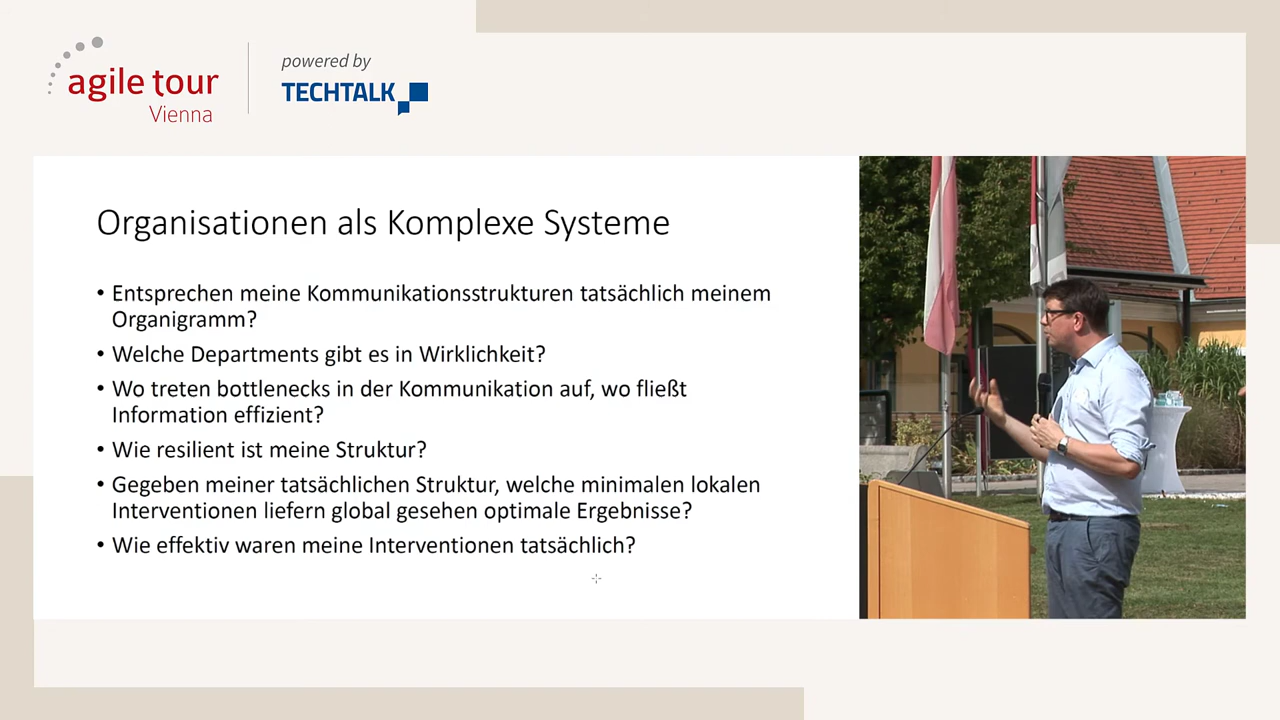 agile tour
Vienna
powered by
TECHTALK
Organisationen als Komplexe Systeme
• Entsprechen meine Kommunikationsstrukturen tatsächlich meinem
Organigramm?
• Welche Departments gibt es in Wirklichkeit?
• Wo treten bottlenecks in der Kommunikation auf, wo fließt
Information effizient?
• Wie resilient ist meine Struktur?
• Gegeben meiner tatsächlichen Struktur, welche minimalen lokalen
Interventionen liefern global gesehen optimale Ergebnisse?
• Wie effektiv waren meine Interventionen tatsächlich?